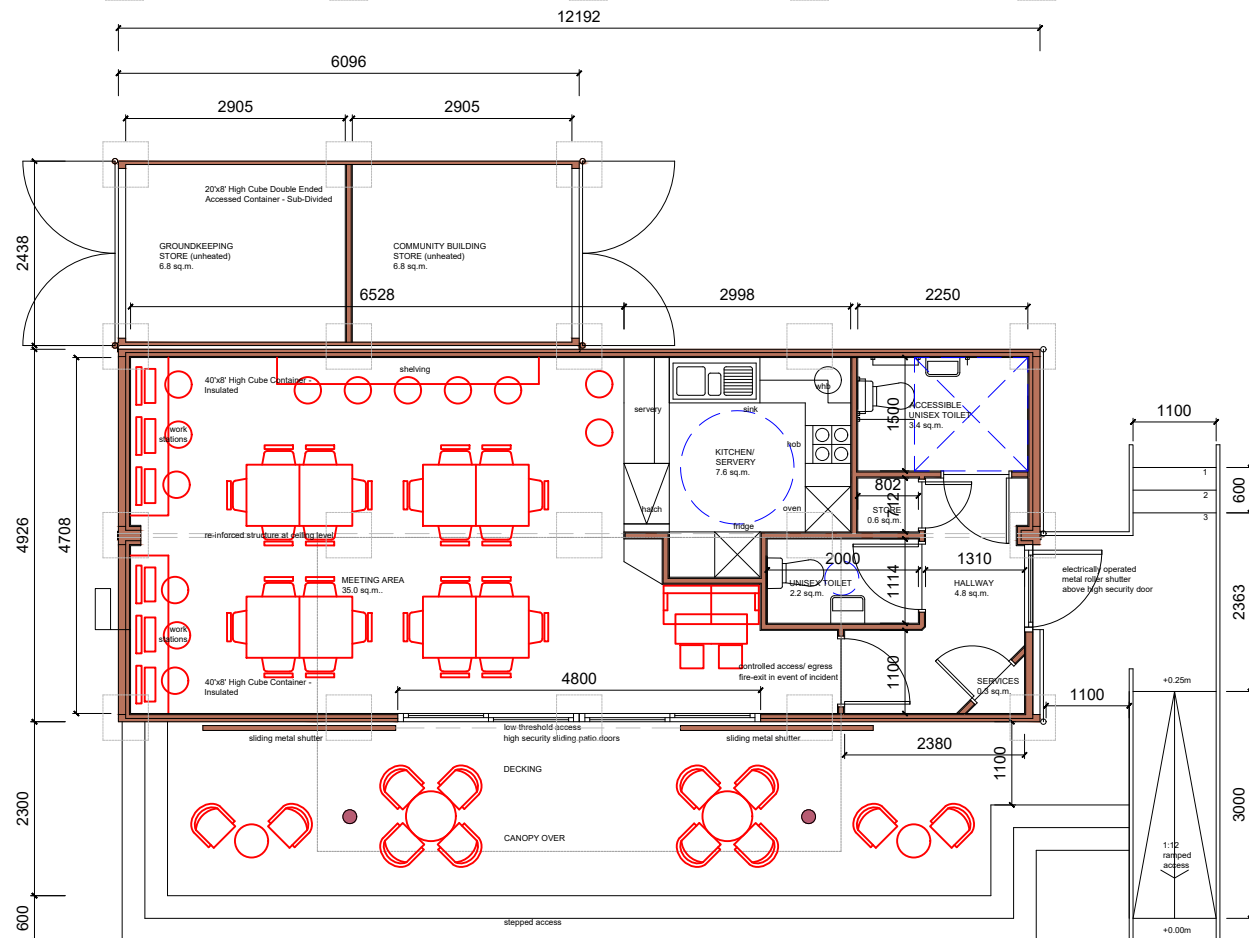 12192
6096
2905
2905
20'x8' High Cube Double Ended
Accessed Container - Sub-Divided
GROUNDKEEPING
STORE (unheated)
6.8 sq.m.
COMMUNITY BUILDING
STORE (unheated)
6.8 sq.m.
2438
6528
2998
2250
40'x8' High Cube Container -
Insulated
shelving
servery
sink
whb
hob
KITCHEN/
SERVERY
7.6 sq.m.
ACCESSIBLE
UNISEX TOILET
3.4 sq.m.
1500
1100
work
stations
1
2
3
600
802
712
STORE
0.6 sq.m.
hatch
oven
fridge
4926
4708
re-inforced structure at ceiling level
MEETING AREA
35.0 sq.m..
2000
1114
UNISEX TOILET
2.2 sq.m.
1310
HALLWAY
4.8 sq.m.
electrically operated
metal roller shutter
above high security door
2363
work
stations
controlled access/ egress
fire-exit in event of incident
1100
SERVICES
0.3 sq.m.
40'x8' High Cube Container -
Insulated
4800
1100
+0.25m
low threshold access
high security sliding patio doors
sliding metal shutter
sliding metal shutter
2380
1100
DECKING
2300
3000
CANOPY OVER
1:12
ramped
access
600
stepped access
+0.00m